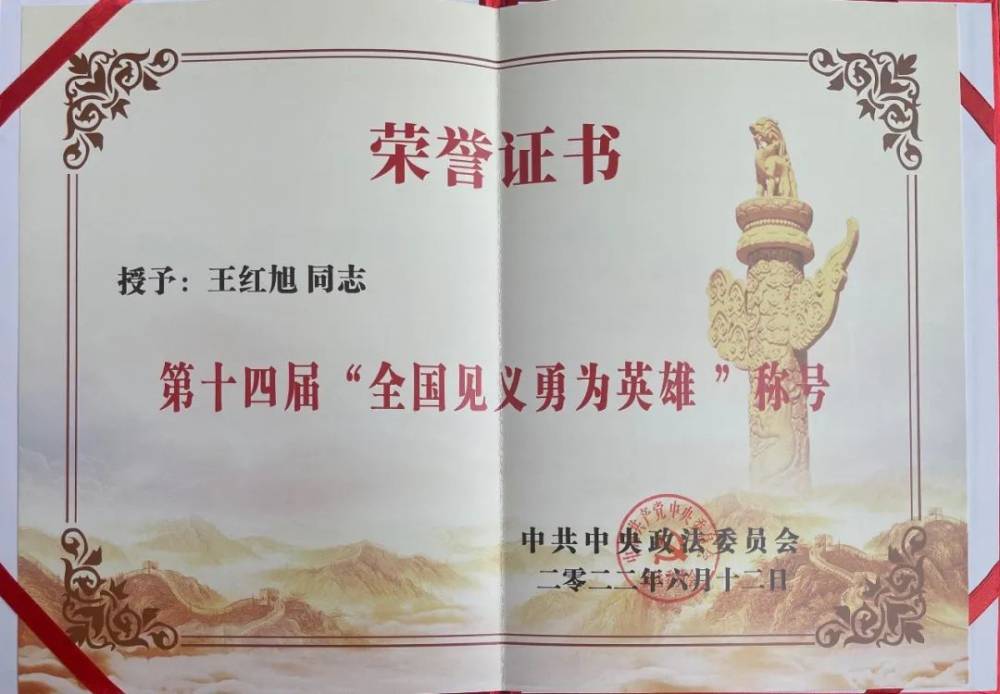 荣誉证书
授予：王红旭 同志
第十四届“全国见义勇为英雄”称号
中共中央政法委员会
二零二二年六月十二日